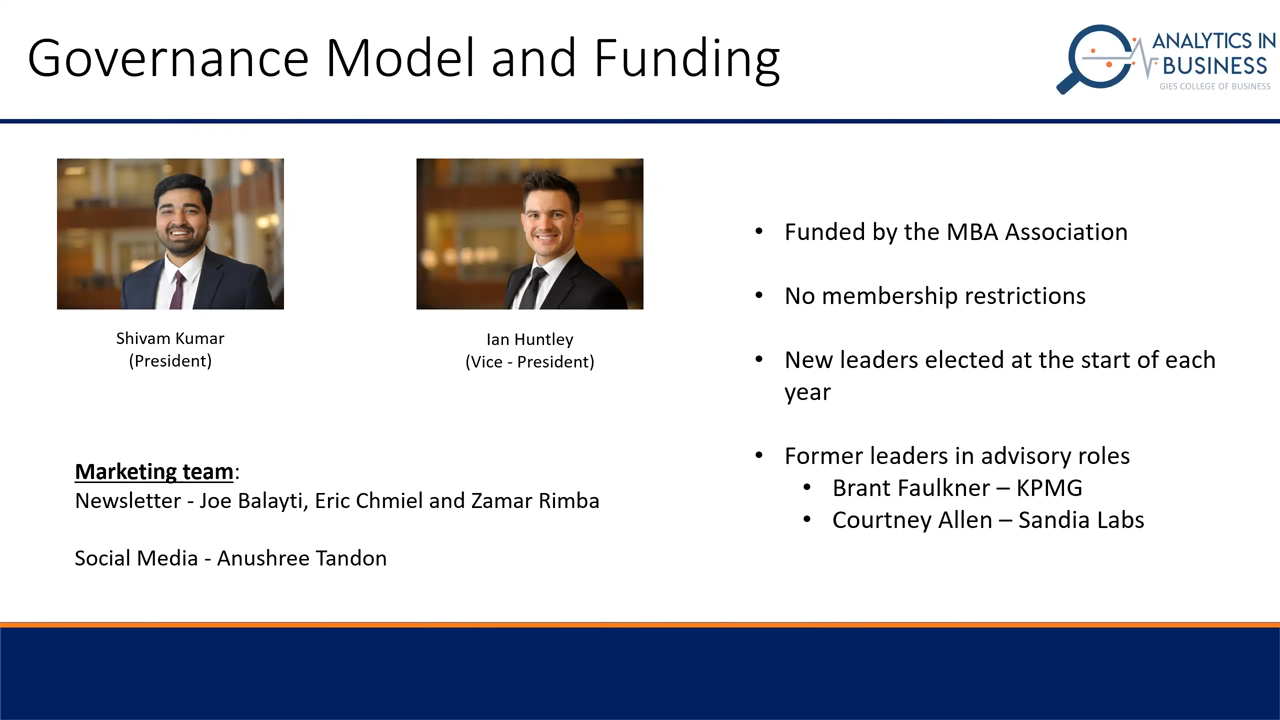 Governance Model and Funding
ANALYTICS IN
BUSINESS
GIES COLLEGE OF BUSINESS
Shivam Kumar
(President)
Ian Huntley
(Vice - President)
Marketing team:
Newsletter - Joe Balayti, Eric Chmiel and Zamar Rimba
Social Media - Anushree Tandon
• Funded by the MBA Association
• No membership restrictions
• New leaders elected at the start of each
year
• Former leaders in advisory roles
• Brant Faulkner – KPMG
• Courtney Allen – Sandia Labs